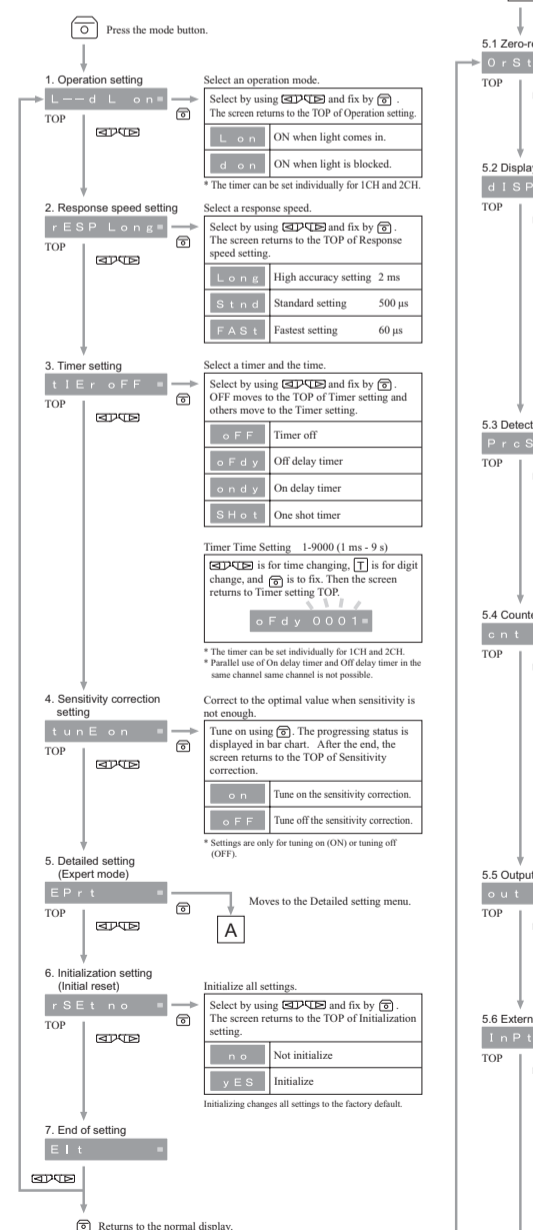 Press the mode button.
1. Operation setting
L--d L on=
TOP
Select an operation mode.
Select by using and fix by .
The screen returns to the TOP of Operation setting.
L on ON when light comes in.
d on ON when light is blocked.
* The timer can be set individually for 1CH and 2CH.
2. Response speed setting
rESP Long=
TOP
Select a response speed.
Select by using and fix by .
The screen returns to the TOP of Response
speed setting.
Long High accuracy setting 2 ms
Stnd Standard setting 500 µs
FASt Fastest setting 60 µs
3. Timer setting
tIEr oFF =
TOP
Select a timer and the time.
Select by using and fix by .
OFF moves to the TOP of Timer setting and
others move to the Timer setting.
oFF Timer off
oFdy Off delay timer
ondy On delay timer
SHot One shot timer
Timer Time Setting 1-9000 (1 ms - 9 s)
is for time changing, T is for digit
change, and is to fix. Then the screen
returns to Timer setting TOP.
oFdy 0001=
* The timer can be set individually for 1CH and 2CH.
* Parallel use of On delay timer and Off delay timer in the
same channel same channel is not possible.
4. Sensitivity correction
setting
tunE on =
TOP
Correct to the optimal value when sensitivity is
not enough.
Tune on using . The progressing status is
displayed in bar chart. After the end, the
screen returns to the TOP of Sensitivity
correction.
on Tune on the sensitivity correction.
oFF Tune off the sensitivity correction.
* Settings are only for tuning on (ON) or tuning off
(OFF).
5. Detailed setting
(Expert mode)
EPrt =
TOP
Moves to the Detailed setting menu.
A
6. Initialization setting
(Initial reset)
rSEt no =
TOP
Initialize all settings.
Select by using and fix by .
The screen returns to the TOP of Initialization
setting.
no Not initialize
yES Initialize
Initializing changes all settings to the factory default.
7. End of setting
EIt =
Returns to the normal display.
5.1 Zero-re
0rSt
TOP
5.2 Display
dISP
TOP
5.3 Detect
PrcS
TOP
5.4 Counte
cnt
TOP
5.5 Output
out
TOP
5.6 Extern
InPt
TOP